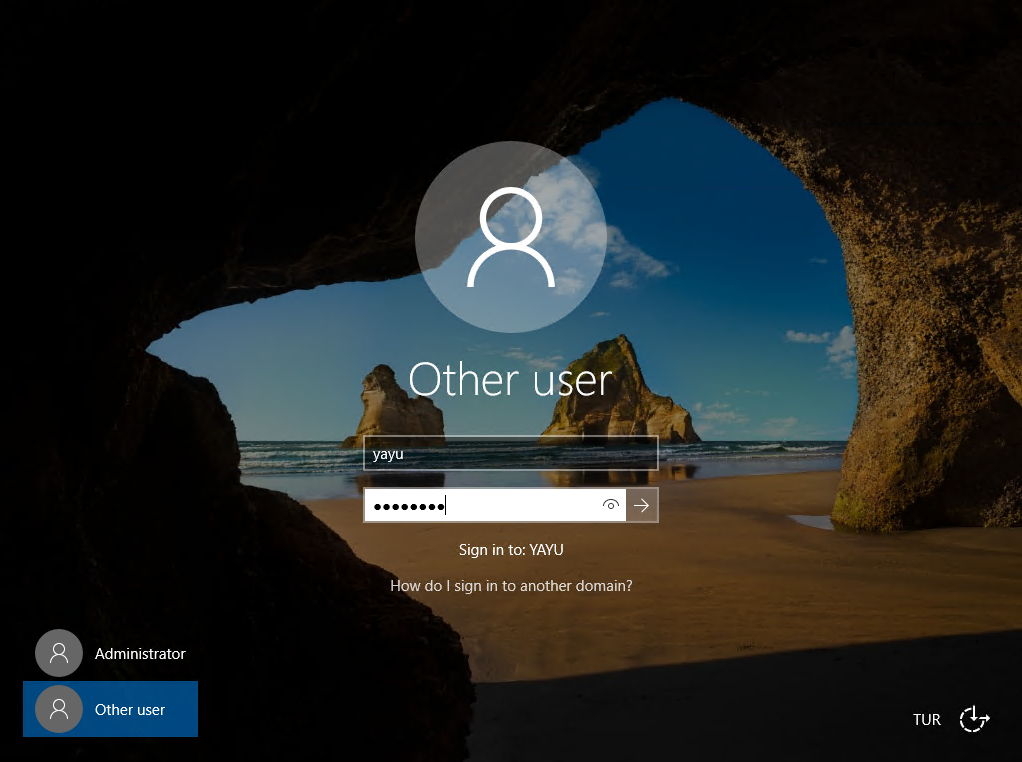 Other user
yayu
••••••••
Sign in to: YAYU
How do I sign in to another domain?
Administrator
Other user
TUR